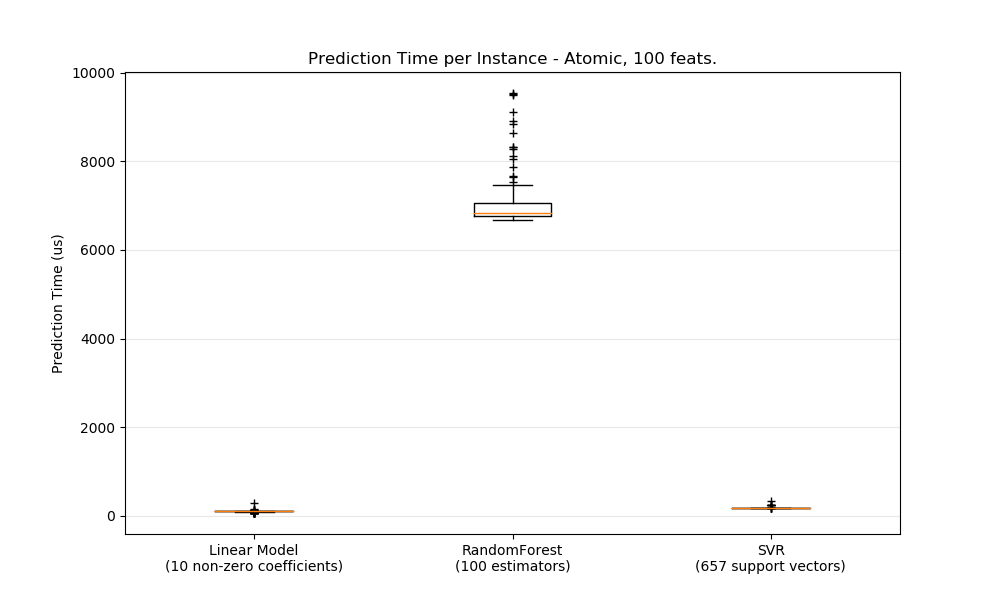 Prediction Time per Instance - Atomic, 100 feats.
10000
8000
6000
4000
2000
0
Prediction Time (us)
Linear Model
(10 non-zero coefficients)
RandomForest
(100 estimators)
SVR
(657 support vectors)